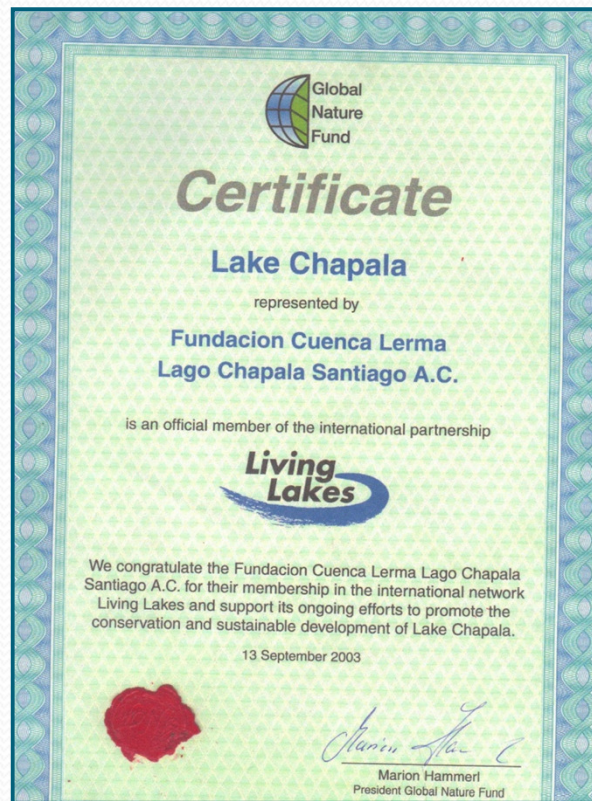 Global
Nature
Fund
Certificate
Lake Chapala
represented by
Fundacion Cuenca Lerma
Lago Chapala Santiago A.C.
is an official member of the international partnership
Living
Lakes
We congratulate the Fundacion Cuenca Lerma Lago Chapala
Santiago A.C. for their membership in the international network
Living Lakes and support its ongoing efforts to promote the
conservation and sustainable development of Lake Chapala.
13 September 2003
Marion Hammerl
President Global Nature Fund